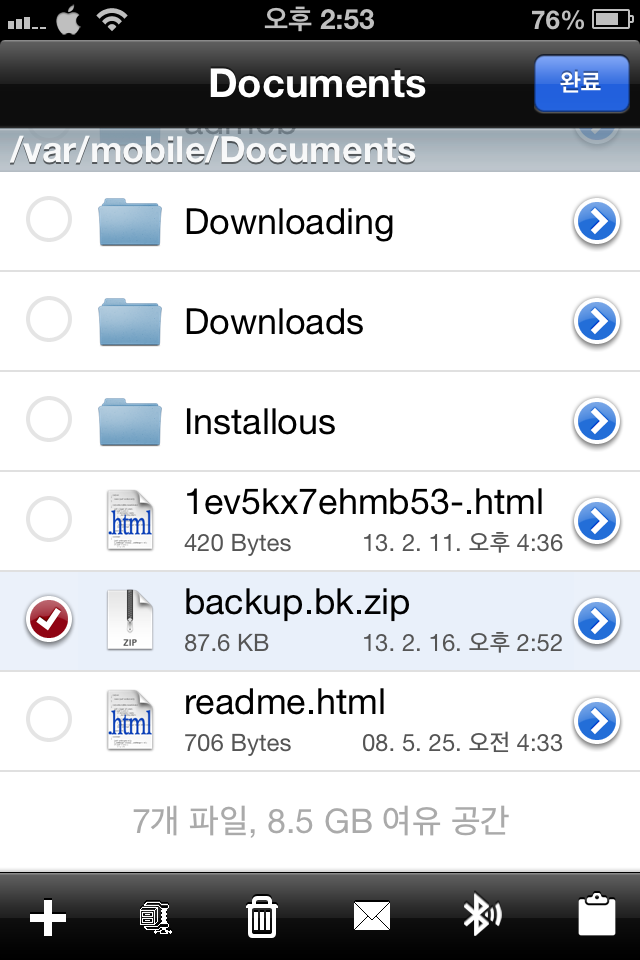 오후 2:53
76%
Documents
완료
admob
/var/mobile/Documents
Downloading
Downloads
Installous
.html
1ev5kx7ehmb53-.html
420 Bytes 13. 2. 11. 오후 4:36
ZIP
backup.bk.zip
87.6 KB 13. 2. 16. 오후 2:52
.html
readme.html
706 Bytes 08. 5. 25. 오전 4:33
7개 파일, 8.5 GB 여유 공간